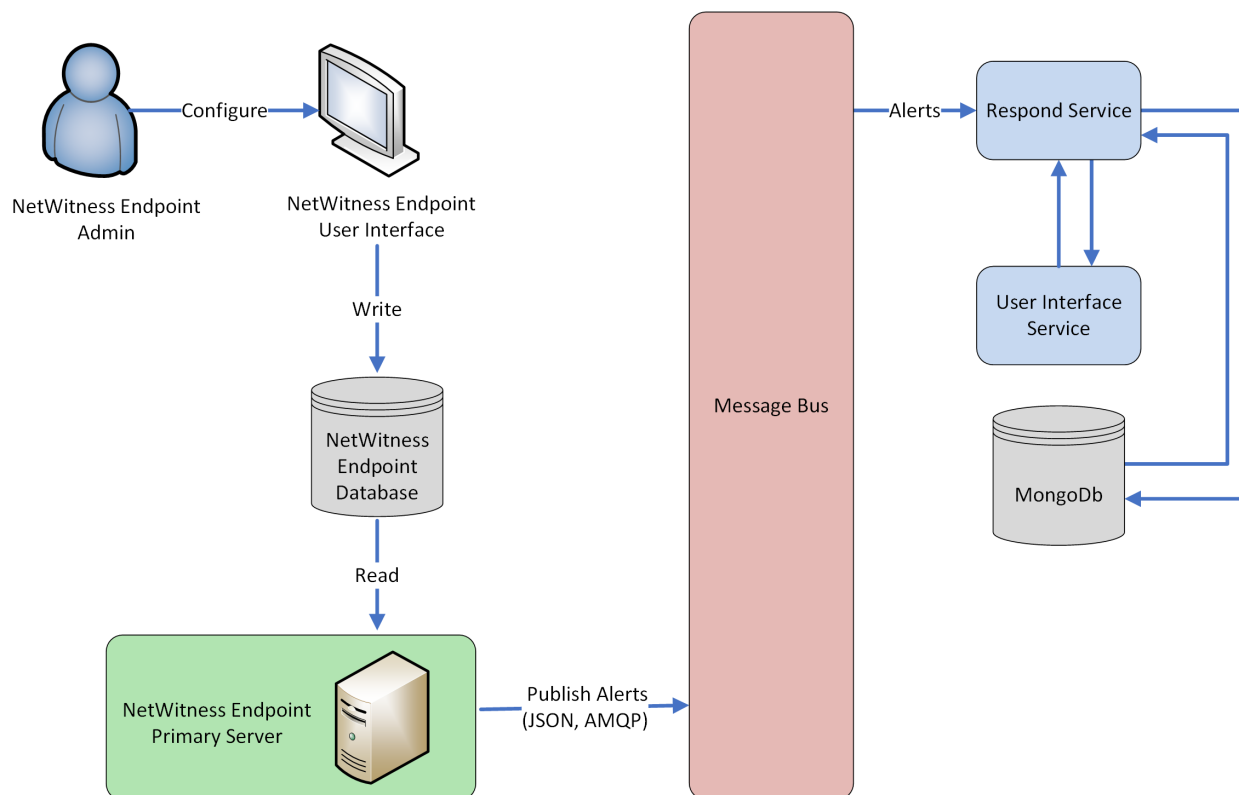 Configure
NetWitness Endpoint
Admin
NetWitness Endpoint
User Interface
Write
NetWitness
Endpoint
Database
Read
NetWitness Endpoint
Primary Server
Publish Alerts
(JSON, AMQP)
Message Bus
Alerts
Respond Service
User Interface
Service
MongoDb